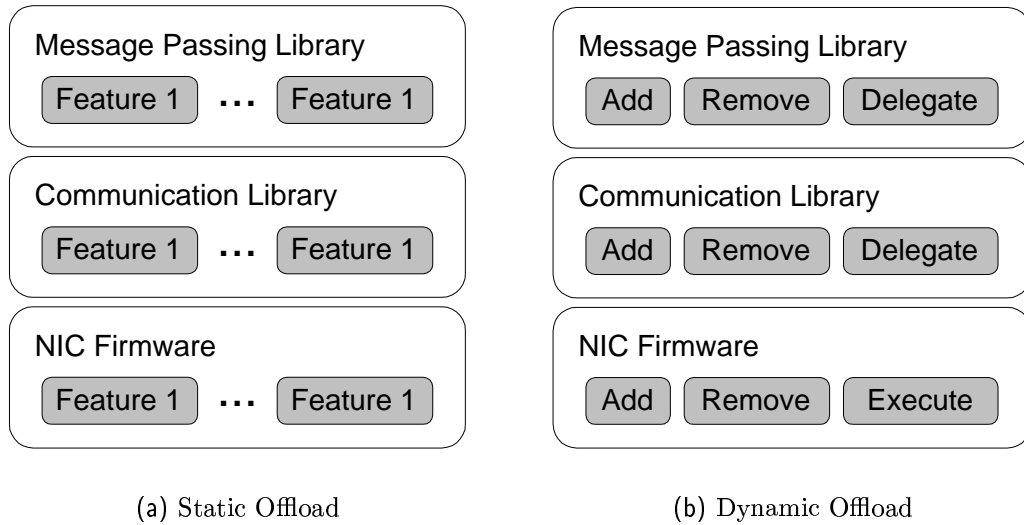 Message Passing Library
Feature 1 ... Feature 1
Communication Library
Feature 1 ... Feature 1
NIC Firmware
Feature 1 ... Feature 1
(a) Static Offload
Message Passing Library
Add Remove Delegate
Communication Library
Add Remove Delegate
NIC Firmware
Add Remove Execute
(b) Dynamic Offload